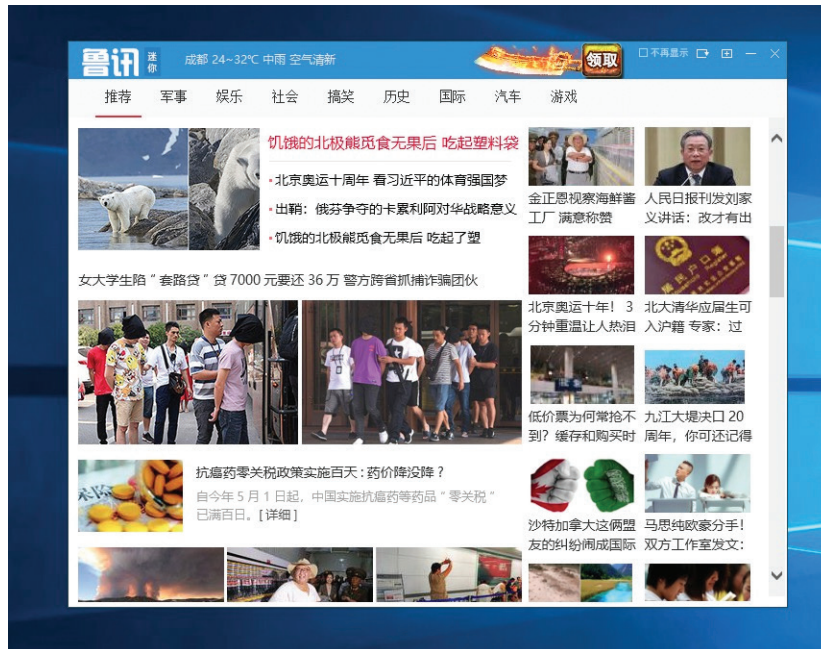 鲁讯 迷你
成都 24~32℃ 中雨 空气清新
领取
不再显示
推荐 军事 娱乐 社会 搞笑 历史 国际 汽车 游戏
饥饿的北极熊觅食无果后 吃起塑料袋
·北京奥运十周年 看习近平的体育强国梦
·出鞘：俄芬争夺的卡累利阿对华战略意义
·饥饿的北极熊觅食无果后 吃起了塑
女大学生陷“套路贷”贷 7000 元要还 36 万 警方跨省抓捕诈骗团伙
抗癌药零关税政策实施百天：药价降没降？
自今年 5 月 1 日起，中国实施抗癌药等药品“零关税”
已满百日。[ 详细 ]
金正恩视察海鲜酱
工厂 满意称赞
人民日报刊发刘家
义讲话：改才有出
居民户口簿
北京奥运十年！ 3
分钟重温让人热泪
北大清华应届生可
入沪籍 专家：过
低价票为何常抢不
到？缓存和购买时
九江大堤决口 20
周年，你可还记得
沙特加拿大这俩盟
友的纠纷闹成国际
马思纯欧豪分手！
双方工作室发文：